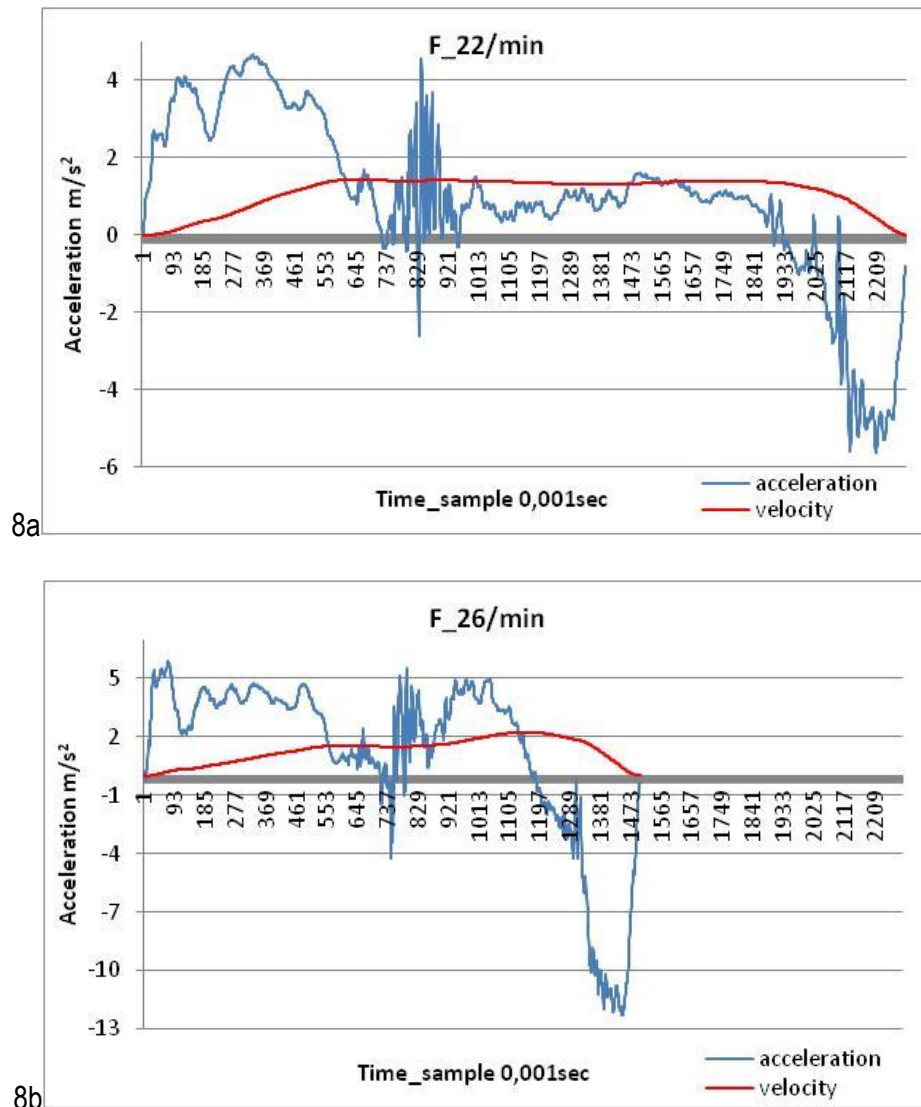 F_22/min
Acceleration m/s²
4
2
0
-2
-4
-6
1 93 185 277 369 461 553 645 737 829 921 1013 1105 1197 1289 1381 1473 1565 1657 1749 1841 1933 2025 2117 2209
Time_sample 0,001sec
acceleration
velocity
8a
F_26/min
Acceleration m/s²
5
2
-1
-4
-7
-10
-13
1 93 185 277 369 461 553 645 737 829 921 1013 1105 1197 1289 1381 1473 1565 1657 1749 1841 1933 2025 2117 2209
Time_sample 0,001sec
acceleration
velocity
8b